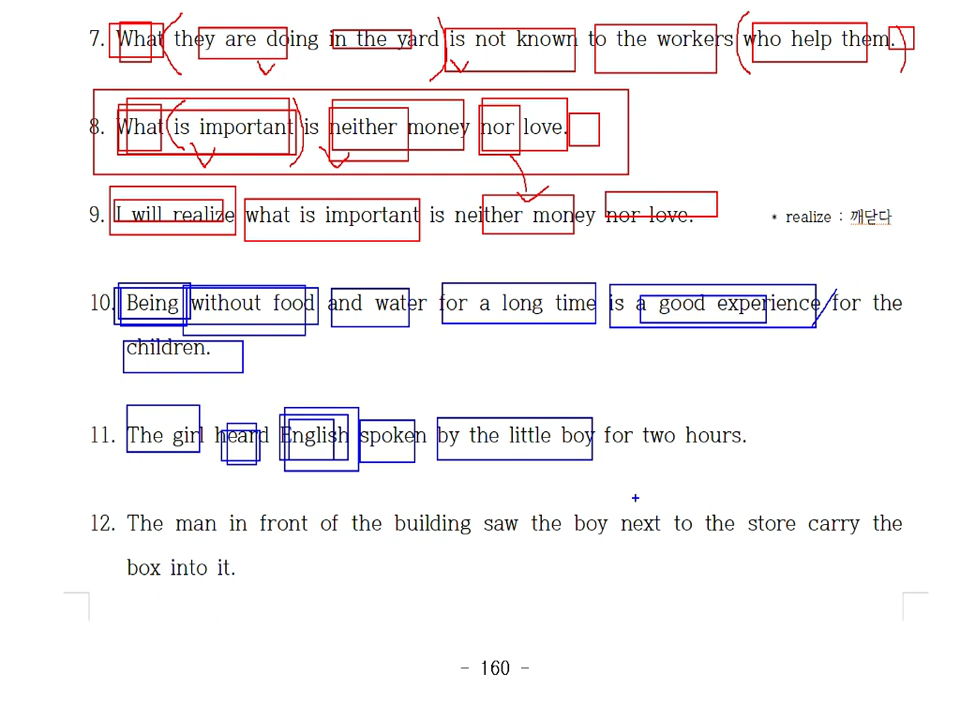 7. What they are doing in the yard is not known to the workers who help them.
8. What is important is neither money nor love.
9. I will realize what is important is neither money nor love.    * realize : 깨닫다
10. Being without food and water for a long time is a good experience for the
children.
11. The girl heard English spoken by the little boy for two hours.
12. The man in front of the building saw the boy next to the store carry the
box into it.
- 160 -